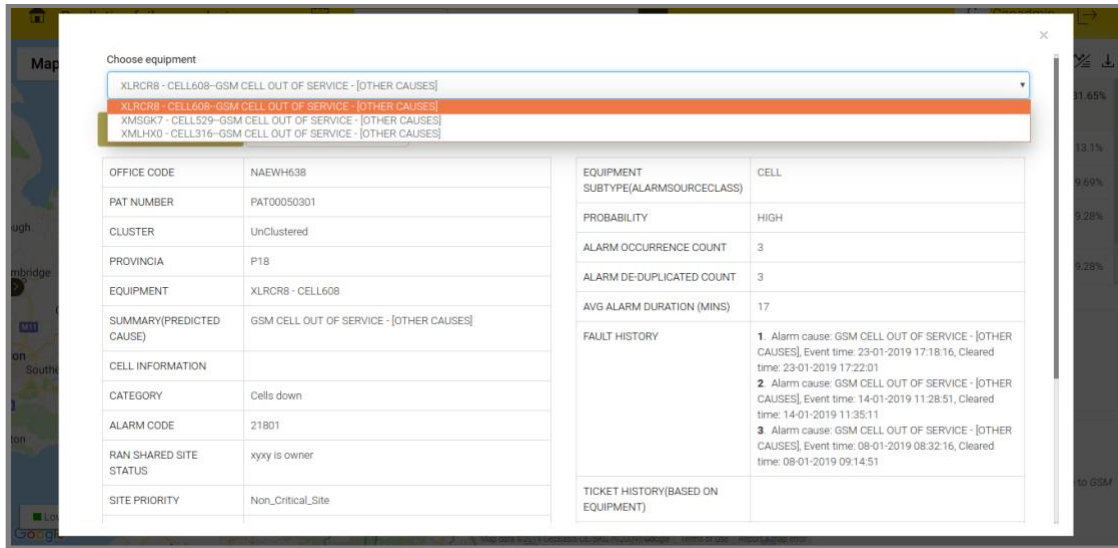 Map
×
Choose equipment
XLRCR8 - CELL608--GSM CELL OUT OF SERVICE - [OTHER CAUSES]
XLRCR8 - CELL608--GSM CELL OUT OF SERVICE - [OTHER CAUSES]
XMSGK7 - CELL529--GSM CELL OUT OF SERVICE - [OTHER CAUSES]
XMLHX0 - CELL316--GSM CELL OUT OF SERVICE - [OTHER CAUSES]
31.65%
13.1%
9.69%
9.28%
9.28%
ugh
mbridge
M11
on
Southe
ton
to GSM
OFFICE CODE NAEWH638
PAT NUMBER PAT00050301
CLUSTER UnClustered
PROVINCIA P18
EQUIPMENT XLRCR8 - CELL608
SUMMARY(PREDICTED
CAUSE) GSM CELL OUT OF SERVICE - [OTHER CAUSES]
CELL INFORMATION
CATEGORY Cells down
ALARM CODE 21801
RAN SHARED SITE
STATUS xyxy is owner
SITE PRIORITY Non_Critical_Site
EQUIPMENT
SUBTYPE(ALARMSOURCECLASS) CELL
PROBABILITY HIGH
ALARM OCCURRENCE COUNT 3
ALARM DE-DUPLICATED COUNT 3
AVG ALARM DURATION (MINS) 17
FAULT HISTORY
1. Alarm cause: GSM CELL OUT OF SERVICE - [OTHER
CAUSES], Event time: 23-01-2019 17:18:16, Cleared
time: 23-01-2019 17:22:01
2. Alarm cause: GSM CELL OUT OF SERVICE - [OTHER
CAUSES], Event time: 14-01-2019 11:28:51, Cleared
time: 14-01-2019 11:35:11
3. Alarm cause: GSM CELL OUT OF SERVICE - [OTHER
CAUSES], Event time: 08-01-2019 08:32:16, Cleared
time: 08-01-2019 09:14:51
TICKET HISTORY(BASED ON
EQUIPMENT)
Lo
Google